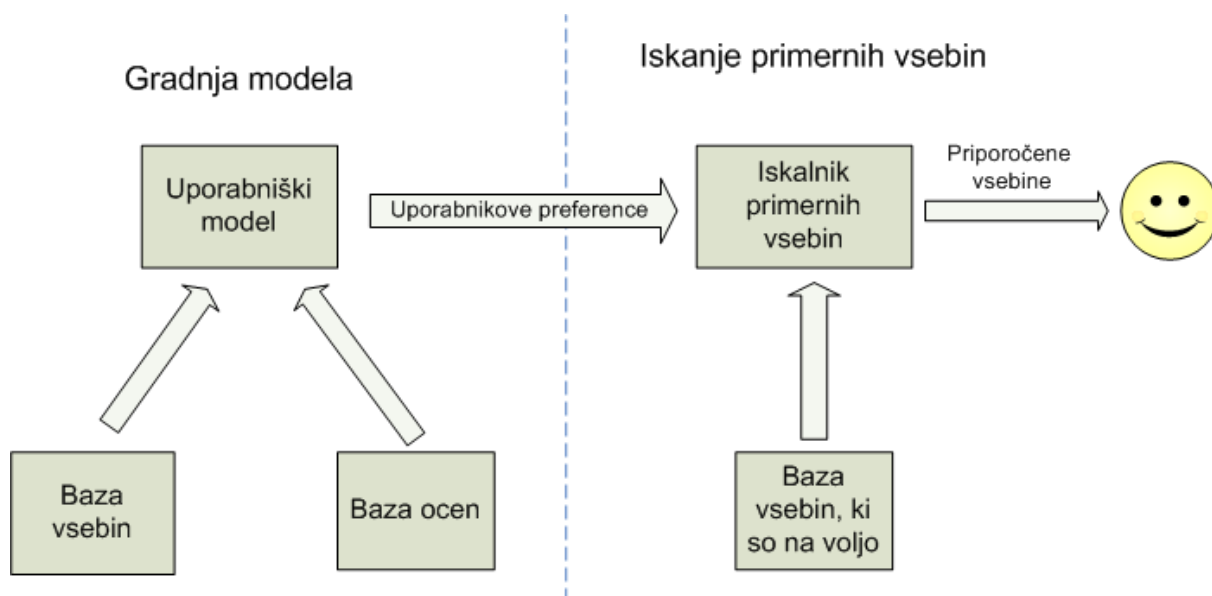 Gradnja modela
Iskanje primernih vsebin
Uporabniški
model
Uporabnikove preference
Iskalnik
primernih
vsebin
Priporočene
vsebine
Baza
vsebin
Baza ocen
Baza
vsebin, ki
so na voljo